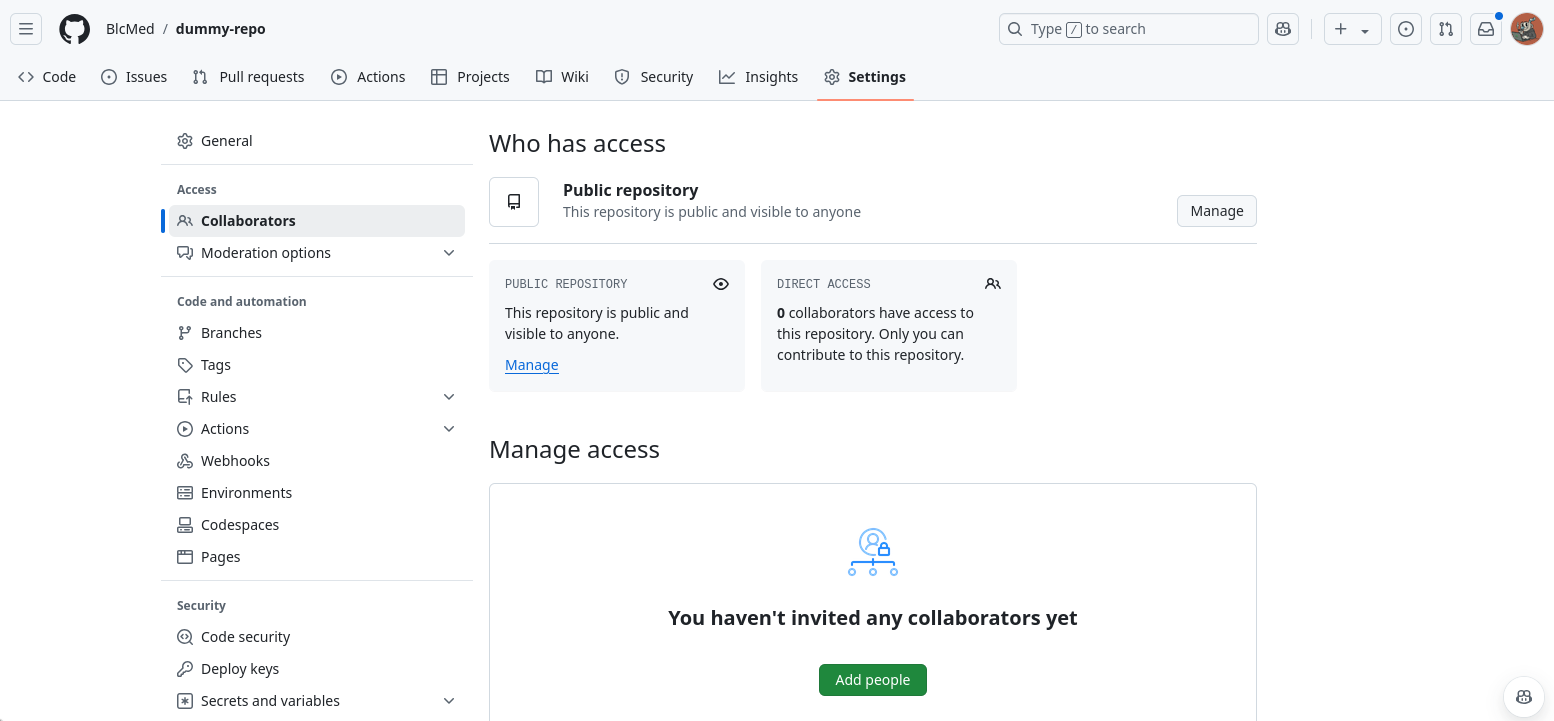 BlcMed / dummy-repo
Type / to search
Code
Issues
Pull requests
Actions
Projects
Wiki
Security
Insights
Settings
General
Access
Collaborators
Moderation options
Code and automation
Branches
Tags
Rules
Actions
Webhooks
Environments
Codespaces
Pages
Security
Code security
Deploy keys
Secrets and variables
Who has access
Public repository
This repository is public and visible to anyone
Manage
PUBLIC REPOSITORY
This repository is public and
visible to anyone.
Manage
DIRECT ACCESS
0 collaborators have access to
this repository. Only you can
contribute to this repository.
Manage access
You haven't invited any collaborators yet
Add people